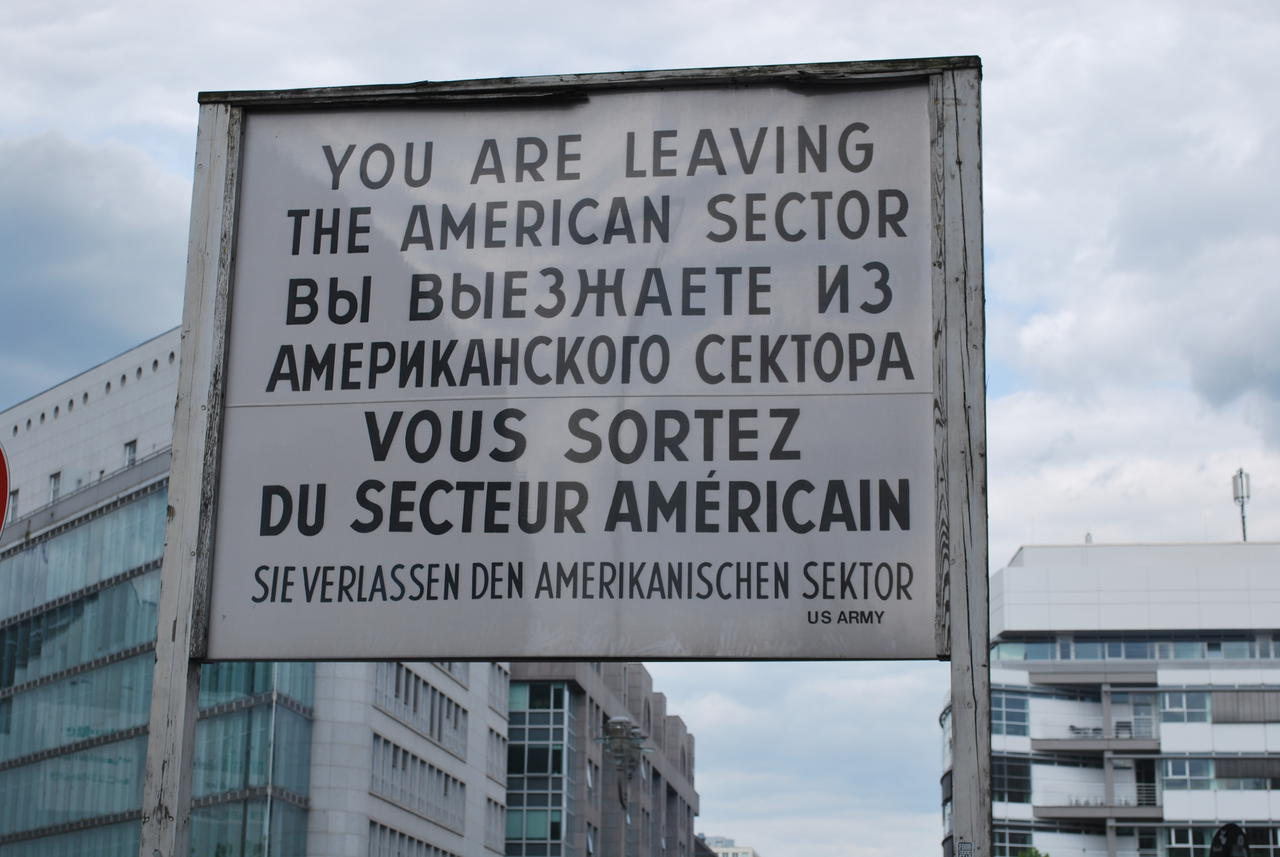 YOU ARE LEAVING
THE AMERICAN SECTOR
ВЫ ВЫЕЗЖАЕТЕ ИЗ
АМЕРИКАНСКОГО СЕКТОРА
VOUS SORTEZ
DU SECTEUR AMÉRICAIN
SIE VERLASSEN DEN AMERIKANISCHEN SEKTOR
US ARMY